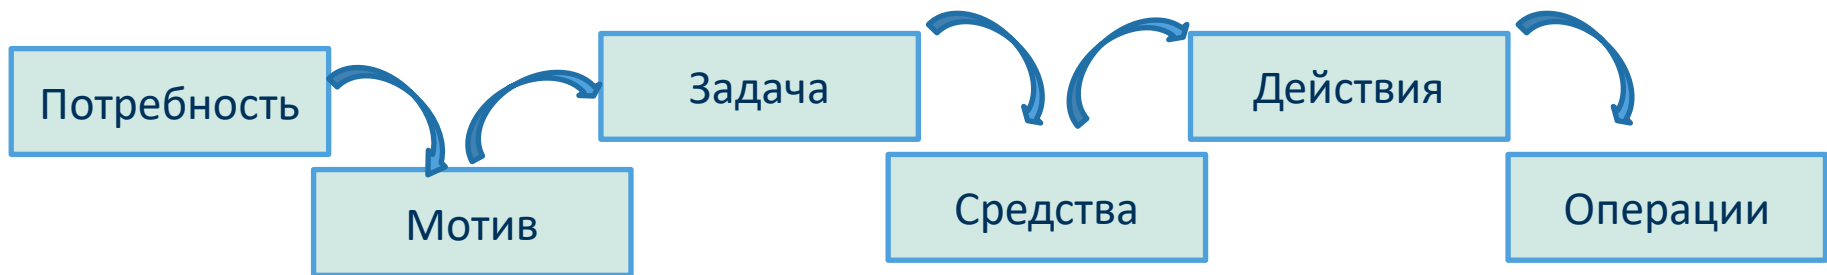 Потребность
Мотив
Задача
Средства
Действия
Операции